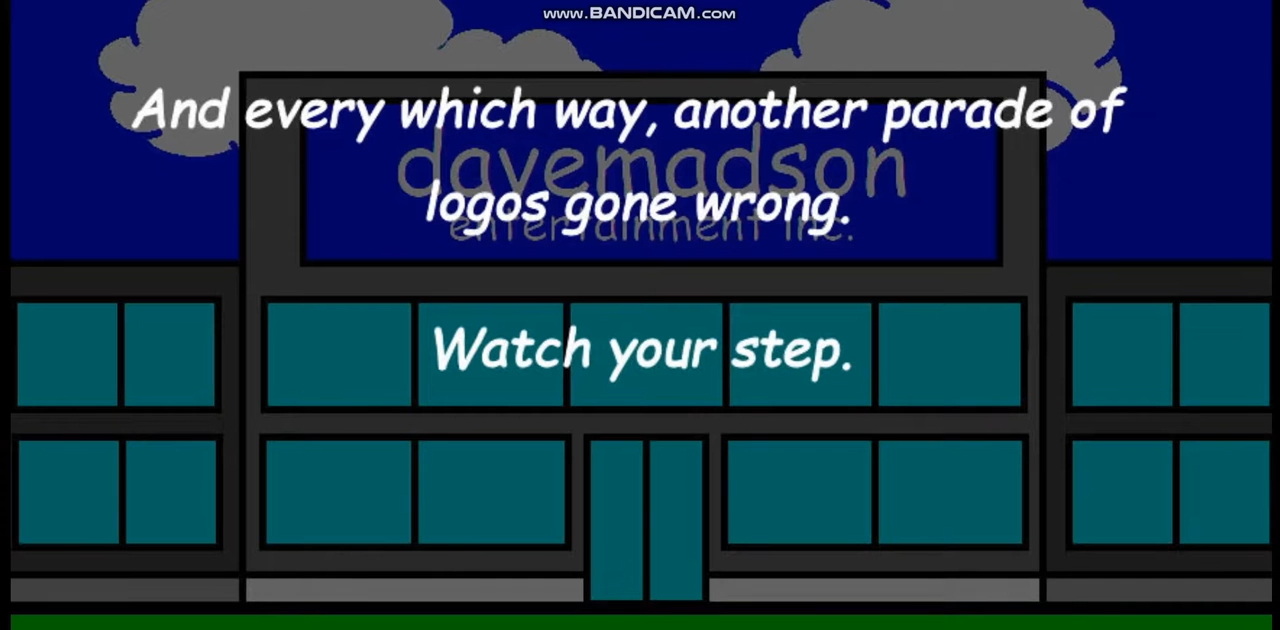 www.BANDICAM.com
And every which way, another parade of
davemadson
logos gone wrong.
entertainment inc.
Watch your step.